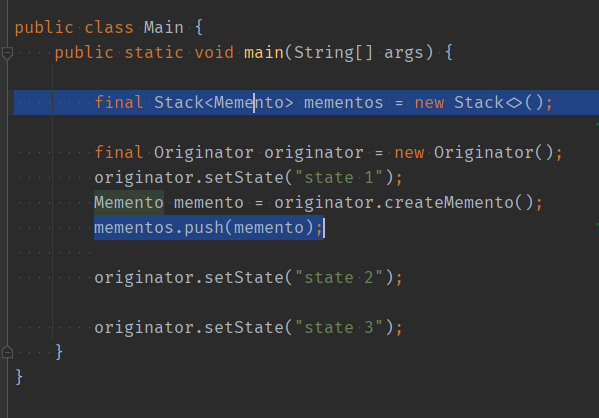 public class Main {
public static void main(String[] args) {
final Stack<Memento> mementos = new Stack<>();
final Originator originator = new Originator();
originator.setState("state 1");
Memento memento = originator.createMemento();
mementos.push(memento);
originator.setState("state 2");
originator.setState("state 3");
}
}